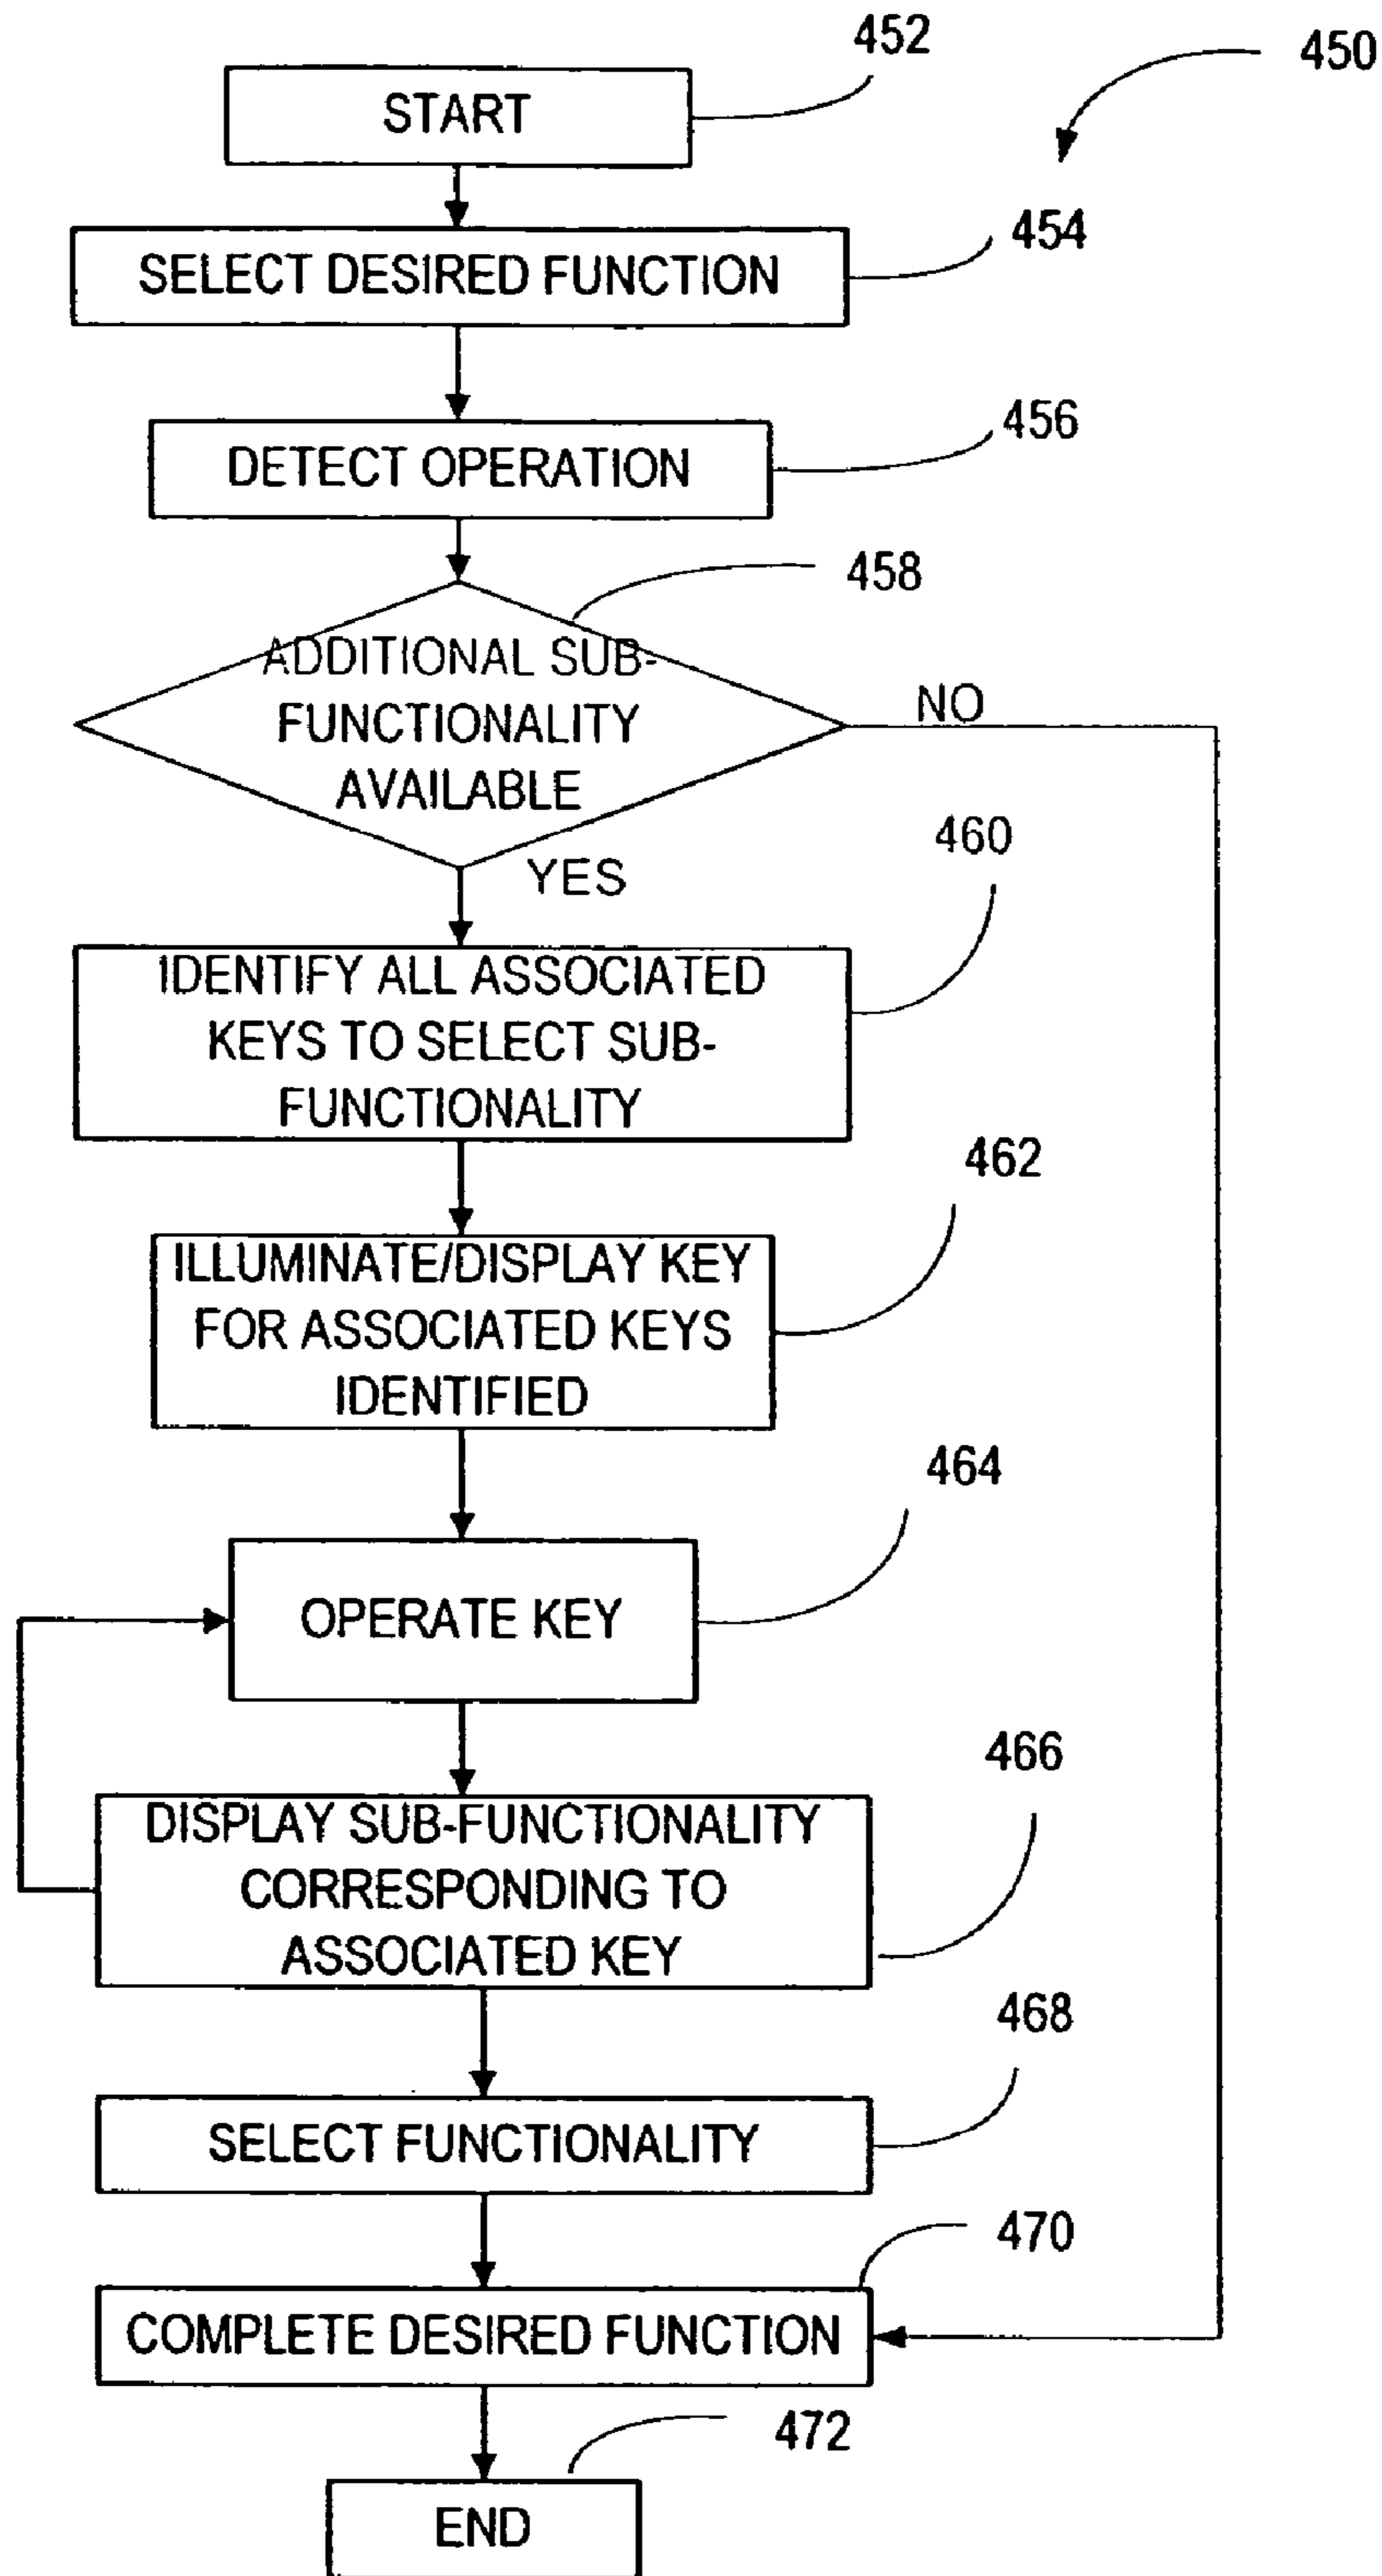 452
450
START
454
SELECT DESIRED FUNCTION
456
DETECT OPERATION
458
ADDITIONAL SUB-
FUNCTIONALITY
AVAILABLE
NO
YES
460
IDENTIFY ALL ASSOCIATED
KEYS TO SELECT SUB-
FUNCTIONALITY
462
ILLUMINATE/DISPLAY KEY
FOR ASSOCIATED KEYS
IDENTIFIED
464
OPERATE KEY
466
DISPLAY SUB-FUNCTIONALITY
CORRESPONDING TO
ASSOCIATED KEY
468
SELECT FUNCTIONALITY
470
COMPLETE DESIRED FUNCTION
472
END